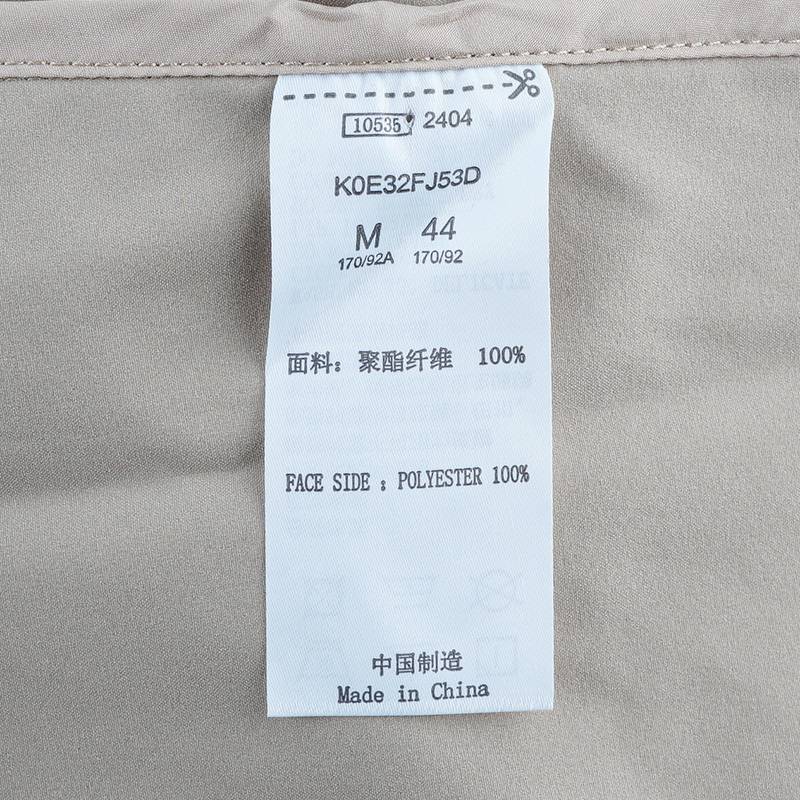 10535 2404
K0E32FJ53D
M 44
170/92A 170/92
面料：聚酯纤维 100%
FACE SIDE : POLYESTER 100%
中国制造
Made in China